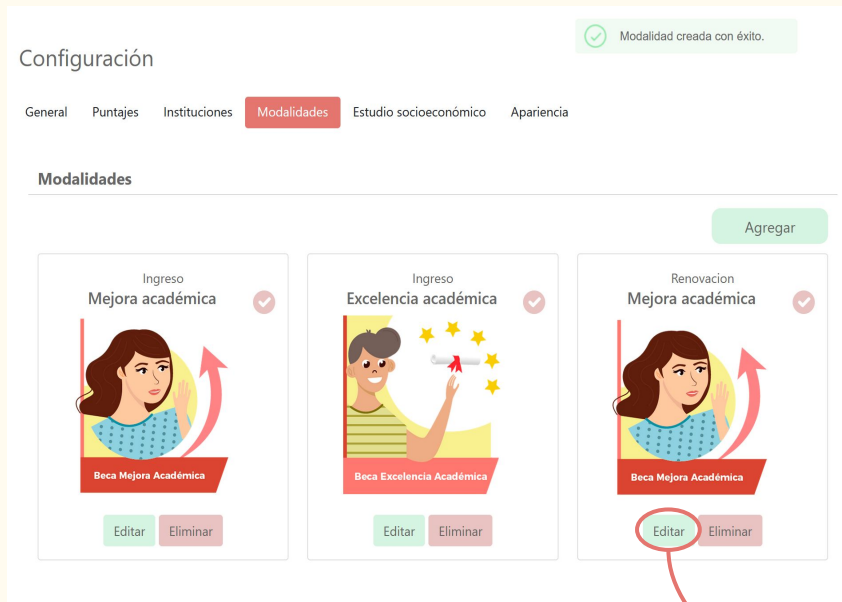 Modalidad creada con éxito.
Configuración
General Puntajes Instituciones Modalidades Estudio socioeconómico Apariencia
Modalidades
Agregar
Ingreso
Mejora académica
Beca Mejora Académica
Editar Eliminar
Ingreso
Excelencia académica
Beca Excelencia Académica
Editar Eliminar
Renovacion
Mejora académica
Beca Mejora Académica
Editar Eliminar